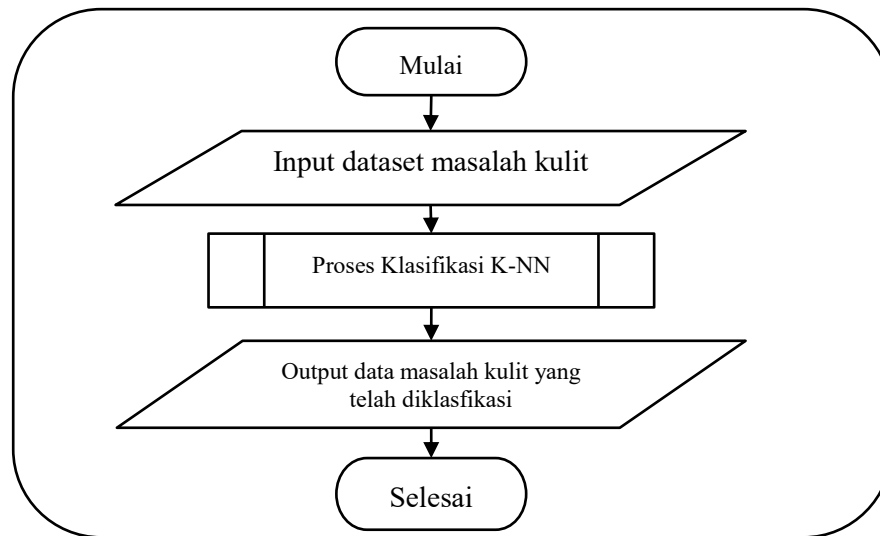 Mulai
Input dataset masalah kulit
Proses Klasifikasi K-NN
Output data masalah kulit yang
telah diklasfikasi
Selesai